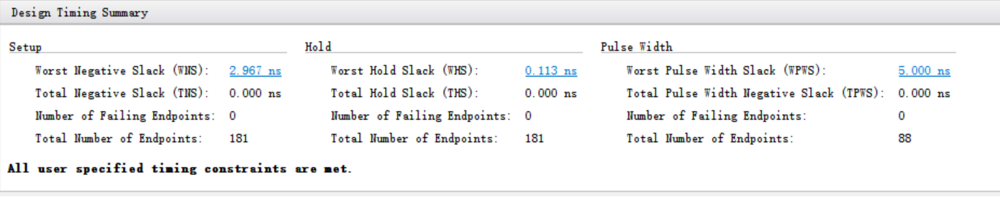 Design Timing Summary
Setup Hold Pulse Width
Worst Negative Slack (WNS): 2.967 ns Worst Hold Slack (WHS): 0.113 ns Worst Pulse Width Slack (WPWS): 5.000 ns
Total Negative Slack (TNS): 0.000 ns Total Hold Slack (THS): 0.000 ns Total Pulse Width Negative Slack (TPWS): 0.000 ns
Number of Failing Endpoints: 0 Number of Failing Endpoints: 0 Number of Failing Endpoints: 0
Total Number of Endpoints: 181 Total Number of Endpoints: 181 Total Number of Endpoints: 88
All user specified timing constraints are met.